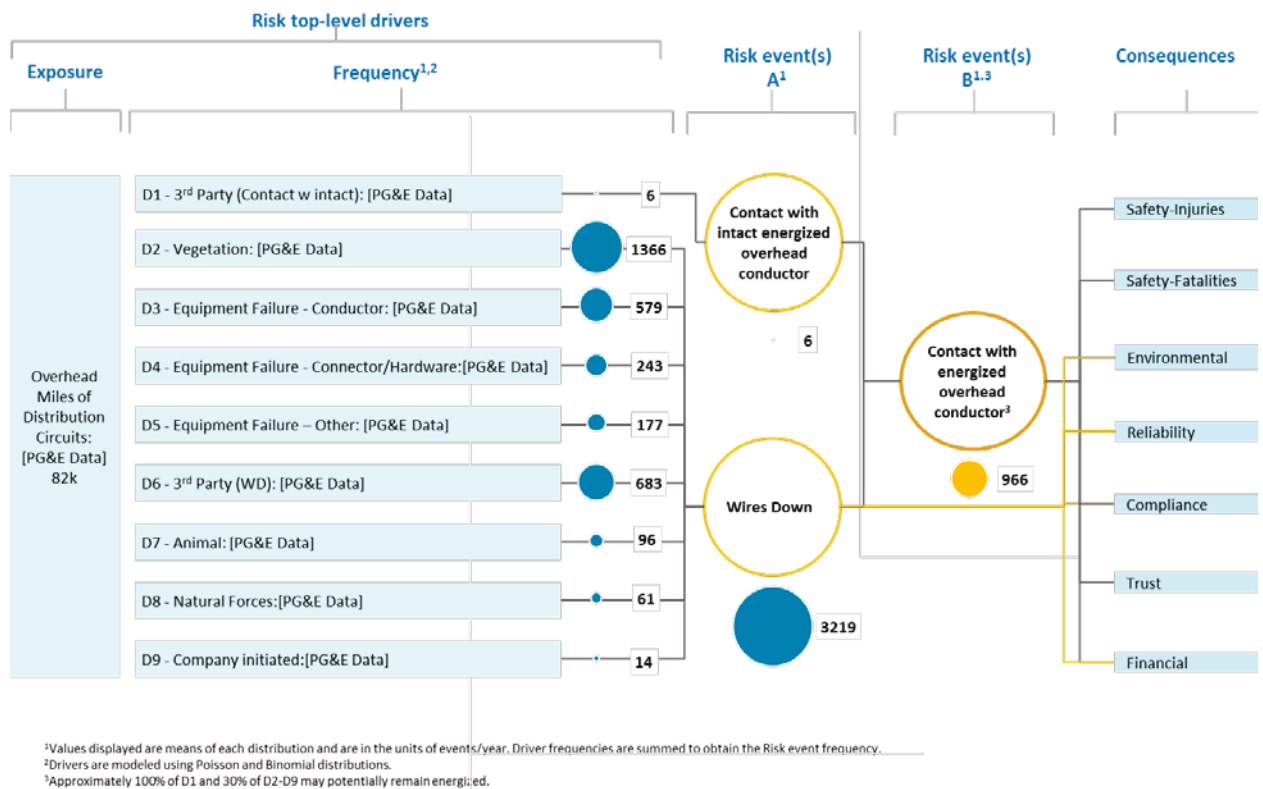 Risk top-level drivers
Exposure
Frequency1,2
Risk event(s)
A1
Risk event(s)
B1.3
Consequences
Overhead
Miles of
Distribution
Circuits:
[PG&E Data]
82k
D1 - 3rd Party (Contact w intact): [PG&E Data]
6
D2 - Vegetation: [PG&E Data]
1366
D3 - Equipment Failure - Conductor: [PG&E Data]
579
D4 - Equipment Failure - Connector/Hardware:[PG&E Data]
243
D5 - Equipment Failure – Other: [PG&E Data]
177
D6 - 3rd Party (WD): [PG&E Data]
683
D7 - Animal: [PG&E Data]
96
D8 - Natural Forces:[PG&E Data]
61
D9 - Company initiated:[PG&E Data]
14
Contact with
intact energized
overhead
conductor
6
Wires Down
3219
Contact with
energized
overhead
conductor3
966
Safety-Injuries
Safety-Fatalities
Environmental
Reliability
Compliance
Trust
Financial
1Values displayed are means of each distribution and are in the units of events/year. Driver frequencies are summed to obtain the Risk event frequency.
2Drivers are modeled using Poisson and Binomial distributions.
3Approximately 100% of D1 and 30% of D2-D9 may potentially remain energized.